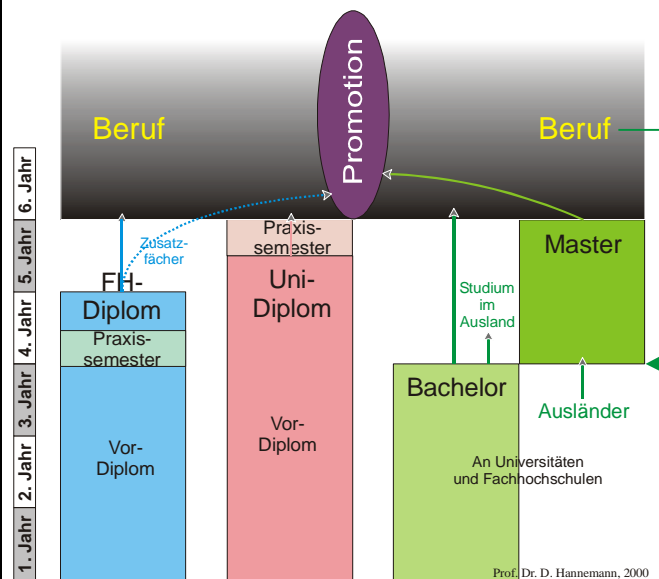 Promotion
Beruf
Beruf
6. Jahr
5. Jahr
4. Jahr
3. Jahr
2. Jahr
1. Jahr
Zusatz-
fächer
FH-
Diplom
Praxis-
semester
Vor-
Diplom
Praxis-
semester
Uni-
Diplom
Vor-
Diplom
Studium
im
Ausland
Master
Bachelor
Ausländer
An Universitäten
und Fachhochschulen
Prof. Dr. D. Hannemann, 2000